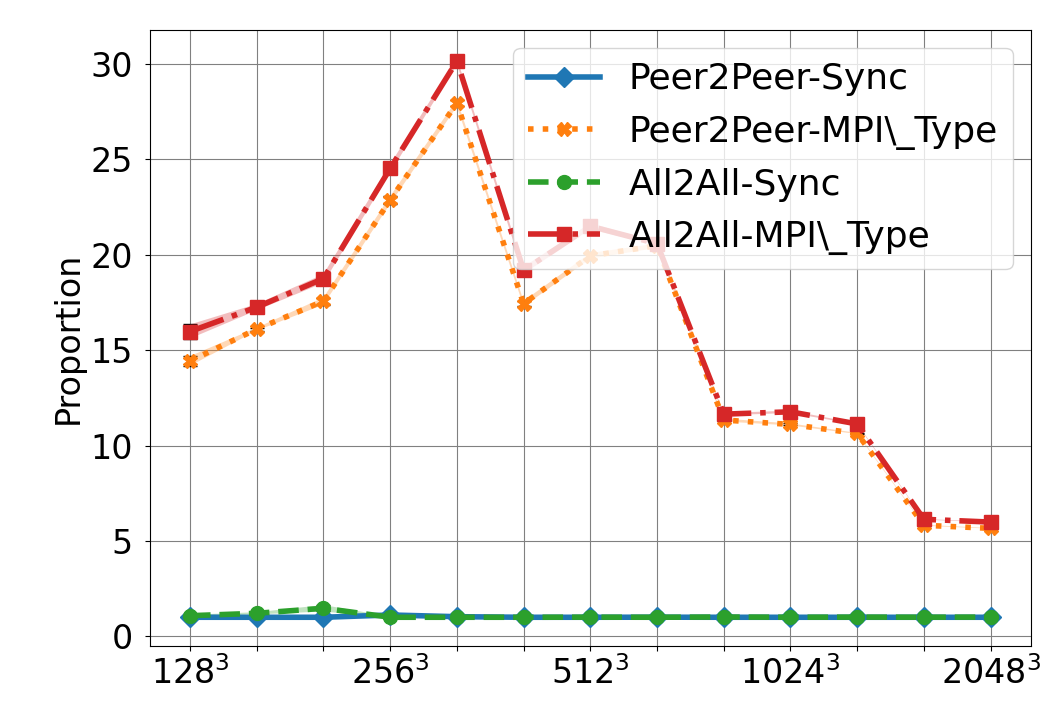 30
25
20
15
10
5
0
Proportion
Peer2Peer-Sync
Peer2Peer-MPI\_Type
All2All-Sync
All2All-MPI\_Type
128³ 256³ 512³ 1024³ 2048³